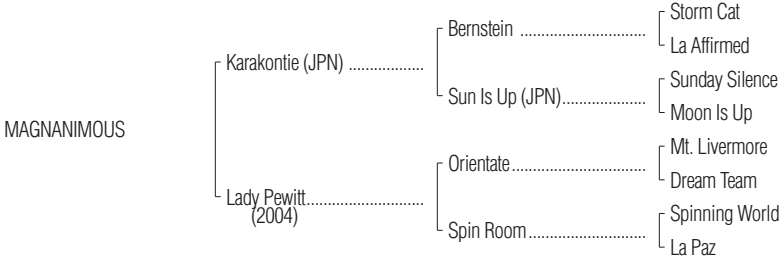 MAGNANIMOUS
Karakontie (JPN) ..................
Lady Pewitt............................
(2004)
Bernstein ..............................
Sun Is Up (JPN)....................
Orientate................................
Spin Room............................
Storm Cat
La Affirmed
Sunday Silence
Moon Is Up
Mt. Livermore
Dream Team
Spinning World
La Paz